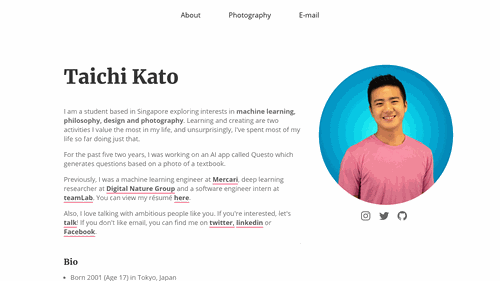 About Photography E-mail
Taichi Kato
I am a student based in Singapore exploring interests in machine learning,
philosophy, design and photography. Learning and creating are two
activities I value the most in my life, and unsurprisingly, I've spent most of my
life so far doing just that.
For the past five two years, I was working on an AI app called Questo which
generates questions based on a photo of a textbook.
Previously, I was a machine learning engineer at Mercari, deep learning
researcher at Digital Nature Group and a software engineer intern at
teamLab. You can view my résumé here.
Also, I love talking with ambitious people like you. If you're interested, let's
talk! If you don't like email, you can find me on twitter, linkedin or
Facebook.
Bio
Born 2001 (Age 17) in Tokyo, Japan